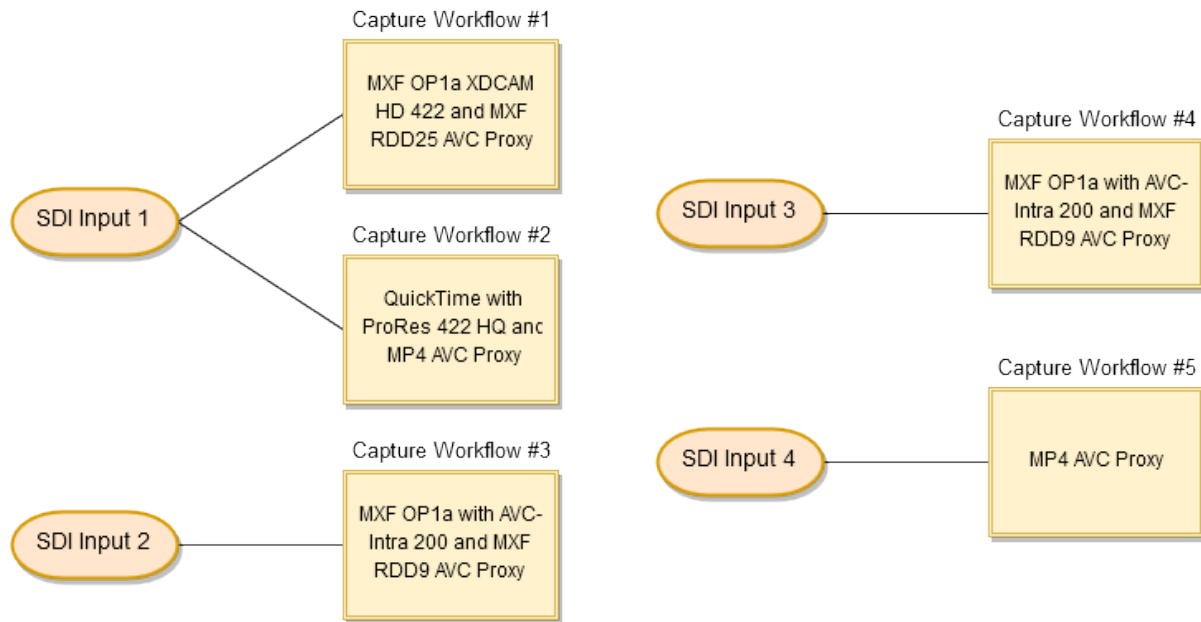 Capture Workflow #1
MXF OP1a XDCAM
HD 422 and MXF
RDD25 AVC Proxy
SDI Input 1
Capture Workflow #2
QuickTime with
ProRes 422 HQ and
MP4 AVC Proxy
Capture Workflow #3
SDI Input 2
MXF OP1a with AVC-
Intra 200 and MXF
RDD9 AVC Proxy
Capture Workflow #4
SDI Input 3
MXF OP1a with AVC-
Intra 200 and MXF
RDD9 AVC Proxy
Capture Workflow #5
SDI Input 4
MP4 AVC Proxy